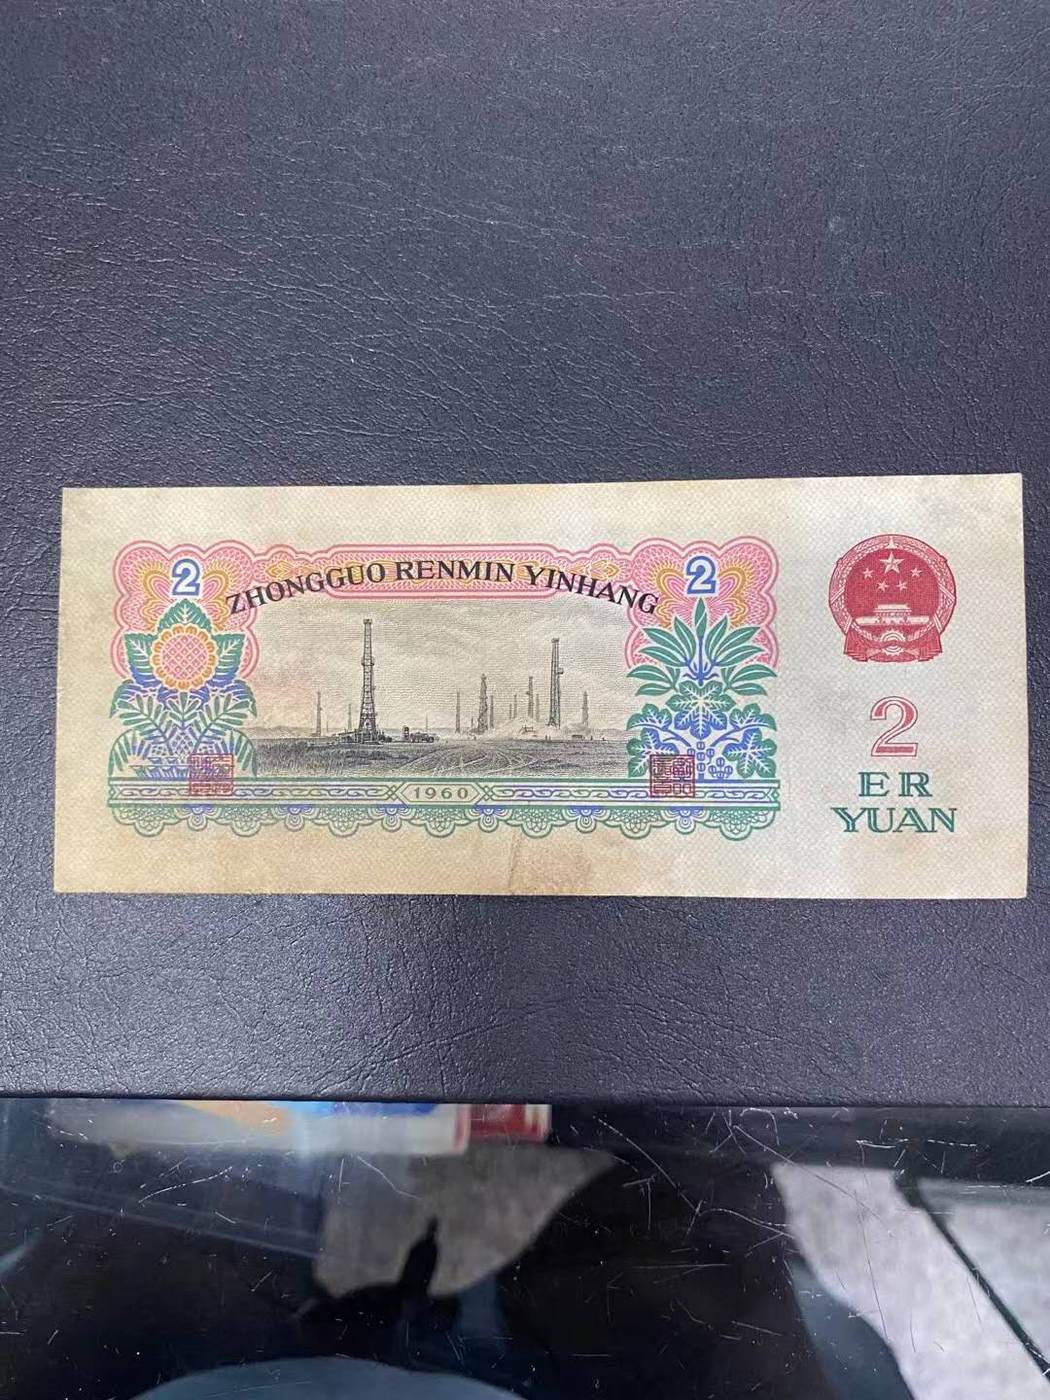 2 2
ZHONGGUO RENMIN YINHANG
1960
2
ER
YUAN